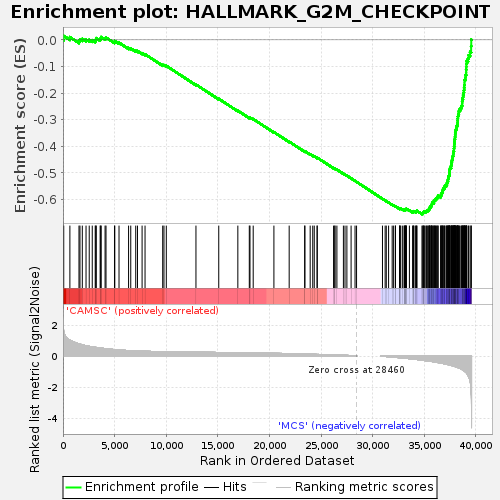 Enrichment plot: HALLMARK_G2M_CHECKPOINT
Enrichment score (ES)
0.0
-0.1
-0.2
-0.3
-0.4
-0.5
-0.6
'CAMSC' (positively correlated)
Ranked list metric (Signal2Noise)
2
0
-2
-4
Zero cross at 28460
'MCS' (negatively correlated)
0 5,000 10,000 15,000 20,000 25,000 30,000 35,000 40,000
Rank in Ordered Dataset
Enrichment profile Hits Ranking metric scores